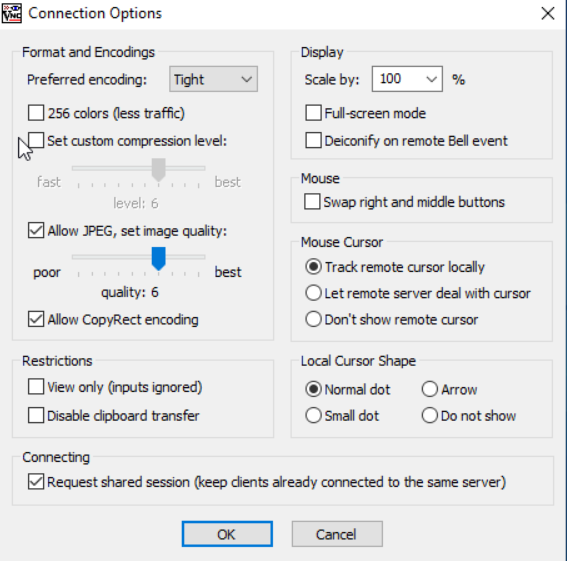 VNC Connection Options
Format and Encodings
Preferred encoding: Tight
256 colors (less traffic)
Set custom compression level:
fast best
level: 6
Allow JPEG, set image quality:
poor best
quality: 6
Allow CopyRect encoding
Restrictions
View only (inputs ignored)
Disable clipboard transfer
Display
Scale by: 100 %
Full-screen mode
Deiconify on remote Bell event
Mouse
Swap right and middle buttons
Mouse Cursor
Track remote cursor locally
Let remote server deal with cursor
Don't show remote cursor
Local Cursor Shape
Normal dot Arrow
Small dot Do not show
Connecting
Request shared session (keep clients already connected to the same server)
OK Cancel